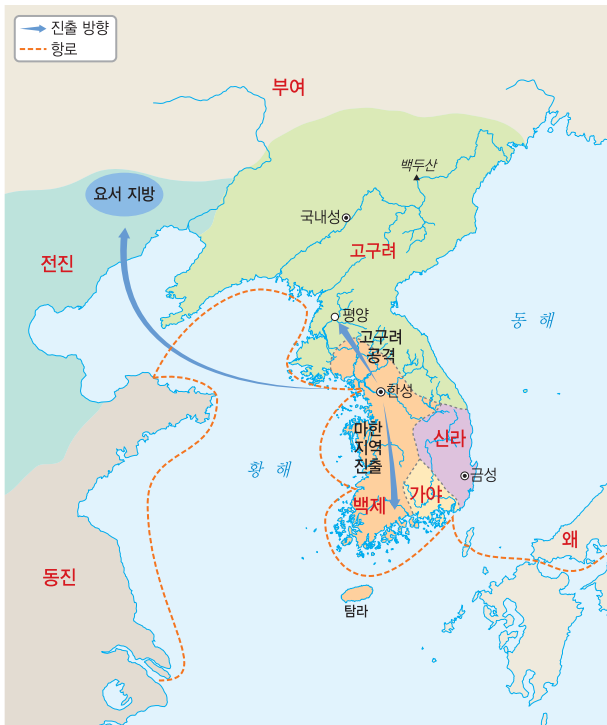 진출 방향
항로
부여
백두산
요서 지방
국내성
고구려
전진
평양
동 해
고구려
공격
한성
마한
지역
진출
신라
황 해
금성
가야
백제
왜
동진
탐라